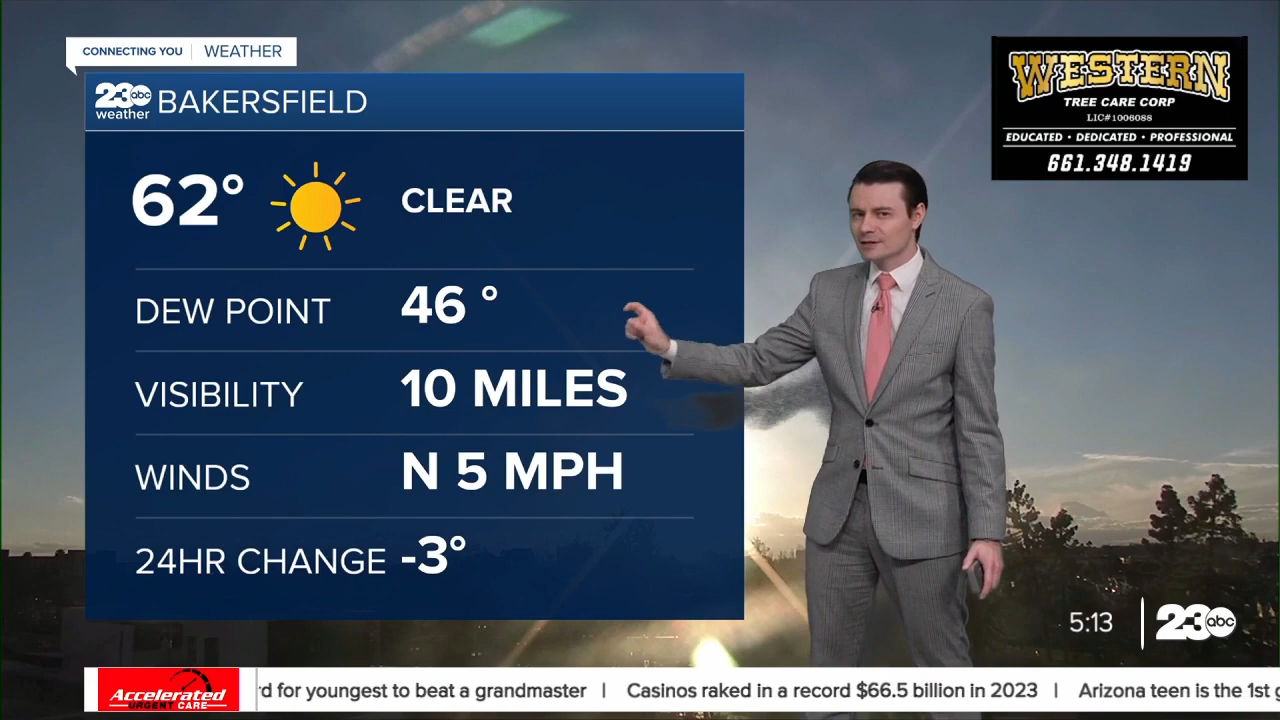 CONNECTING YOU | WEATHER
23 abc
weather
BAKERSFIELD
62° CLEAR
DEW POINT 46 °
VISIBILITY 10 MILES
WINDS N 5 MPH
24HR CHANGE -3°
WESTERN
TREE CARE CORP
LIC#1006088
EDUCATED • DEDICATED • PROFESSIONAL
661.348.1419
5:13 | 23 abc
Accelerated
URGENT CARE
rd for youngest to beat a grandmaster | Casinos raked in a record $66.5 billion in 2023 | Arizona teen is the 1st g